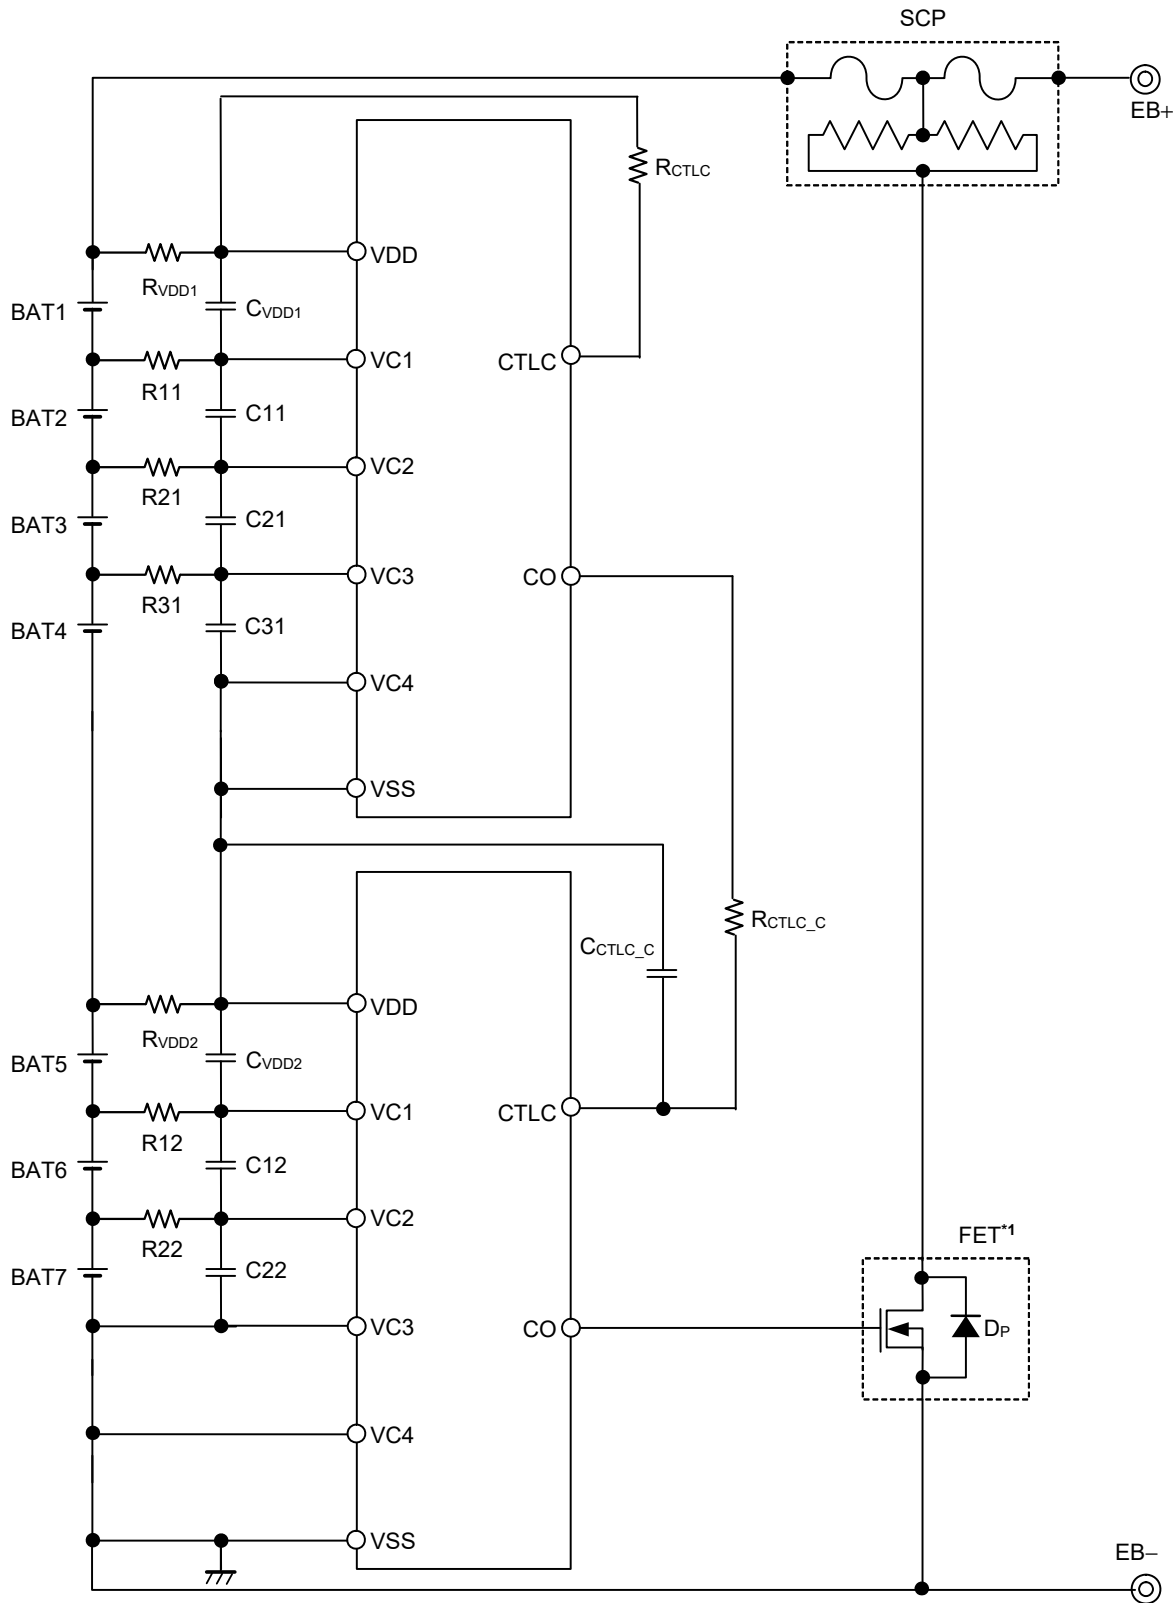 SCP
EB+
RCTLC
VDD
RVDD1
BAT1
CVDD1
VC1
CTLC
R11
BAT2
C11
VC2
R21
BAT3
C21
VC3
CO
R31
BAT4
C31
VC4
VSS
RCTLC_C
CCTLC_C
VDD
RVDD2
BAT5
CVDD2
VC1
CTLC
R12
BAT6
C12
VC2
R22
FET*1
BAT7
C22
VC3
CO
DP
VC4
VSS
EB−